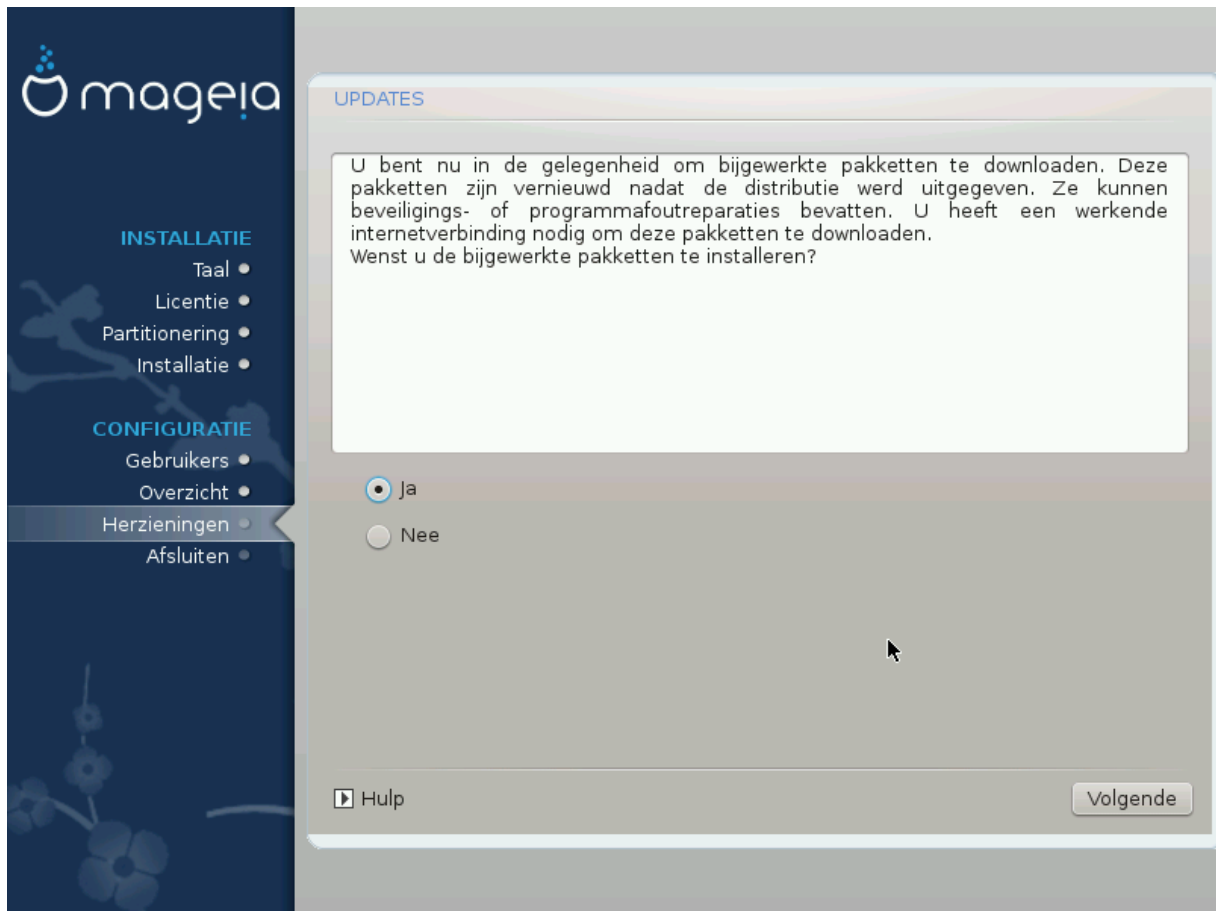 mageia
INSTALLATIE
Taal
Licentie
Partitionering
Installatie
CONFIGURATIE
Gebruikers
Overzicht
Herzieningen
Afsluiten
UPDATES
U bent nu in de gelegenheid om bijgewerkte pakketten te downloaden. Deze
pakketten zijn vernieuwd nadat de distributie werd uitgegeven. Ze kunnen
beveiligings- of programmafoutreparaties bevatten. U heeft een werkende
internetverbinding nodig om deze pakketten te downloaden.
Wenst u de bijgewerkte pakketten te installeren?
Ja
Nee
Hulp
Volgende